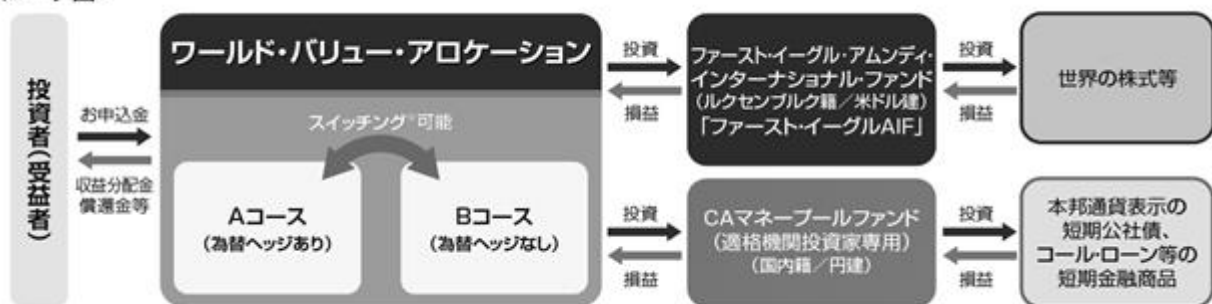 投資者(受益者)
お申込金
収益分配金
償還金等
ワールド・バリュー・アロケーション
スイッチング*可能
Aコース
(為替ヘッジあり)
Bコース
(為替ヘッジなし)
投資
損益
ファースト・イーグル・アムンディ・
インターナショナル・ファンド
(ルクセンブルク籍/米ドル建)
「ファースト・イーグルAIF」
投資
損益
世界の株式等
投資
損益
CAマネープールファンド
(適格機関投資家専用)
(国内籍/円建)
投資
損益
本邦通貨表示の
短期公社債、
コール・ローン等の
短期金融商品